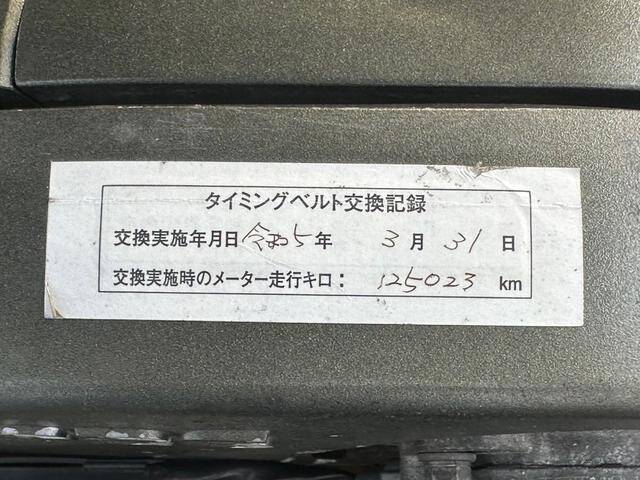 タイミングベルト交換記録
交換実施年月日 令和5年 3月 31日
交換実施時のメーター走行キロ： 125023 km